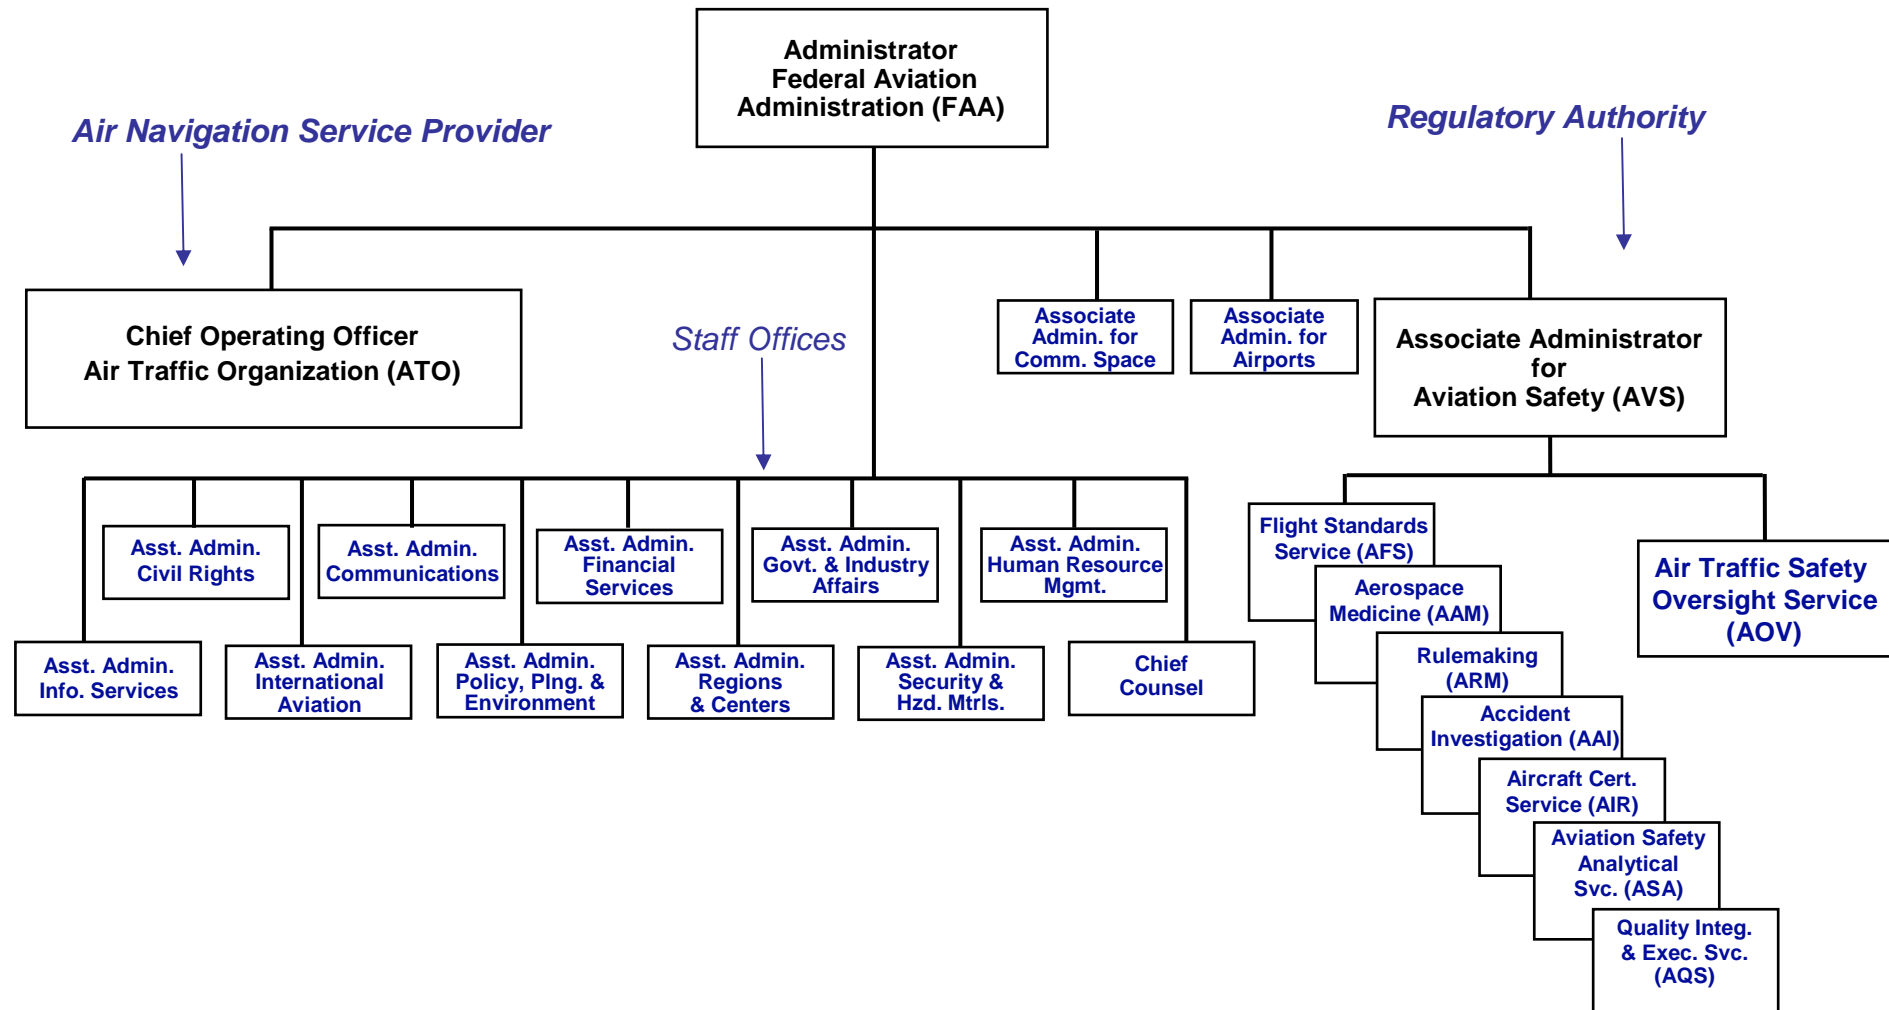 Administrator
Federal Aviation
Administration (FAA)
Air Navigation Service Provider
Regulatory Authority
Chief Operating Officer
Air Traffic Organization (ATO)
Staff Offices
Associate
Admin. for
Comm. Space
Associate
Admin. for
Airports
Associate Administrator
for
Aviation Safety (AVS)
Asst. Admin.
Civil Rights
Asst. Admin.
Communications
Asst. Admin.
Financial
Services
Asst. Admin.
Govt. & Industry
Affairs
Asst. Admin.
Human Resource
Mgmt.
Asst. Admin.
Info. Services
Asst. Admin.
International
Aviation
Asst. Admin.
Policy, Plng. &
Environment
Asst. Admin.
Regions
& Centers
Asst. Admin.
Security &
Hzd. Mtrls.
Chief
Counsel
Flight Standards
Service (AFS)
Aerospace
Medicine (AAM)
Rulemaking
(ARM)
Accident
Investigation (AAI)
Aircraft Cert.
Service (AIR)
Aviation Safety
Analytical
Svc. (ASA)
Quality Integ.
& Exec. Svc.
(AQS)
Air Traffic Safety
Oversight Service
(AOV)